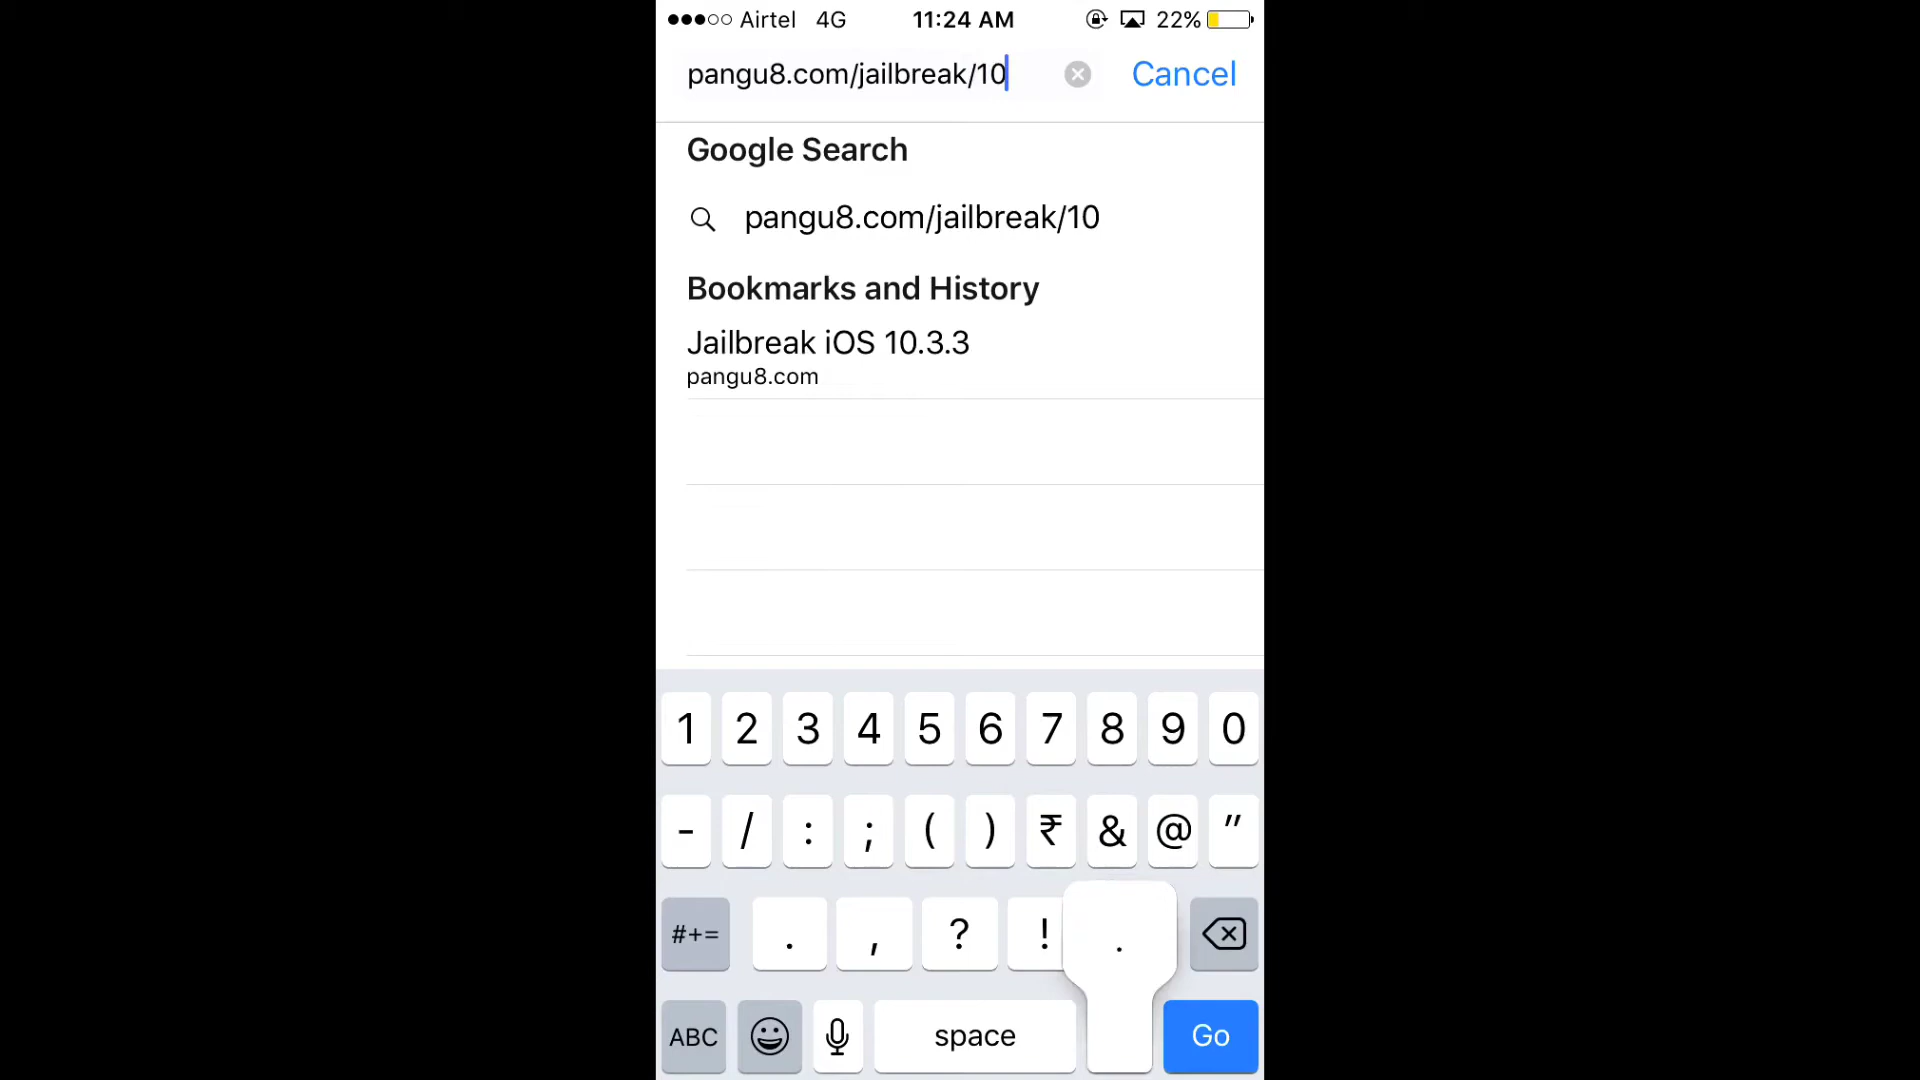 Airtel 4G 11:24 AM 22%
pangu8.com/jailbreak/10 Cancel
Google Search
pangu8.com/jailbreak/10
Bookmarks and History
Jailbreak iOS 10.3.3
pangu8.com
1 2 3 4 5 6 7 8 9 0
- / : ; ( ) ₹ & @ "
#+= . , ? ! .
ABC space Go